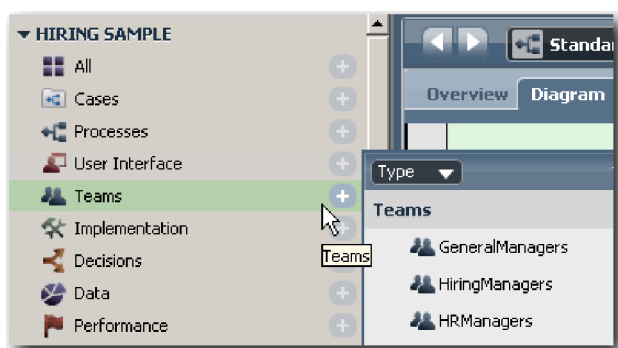 HIRING SAMPLE
All
Cases
Processes
User Interface
Teams
Implementation
Decisions
Data
Performance
Teams
Overview Diagram
Type
Teams
GeneralManagers
HiringManagers
HRManagers